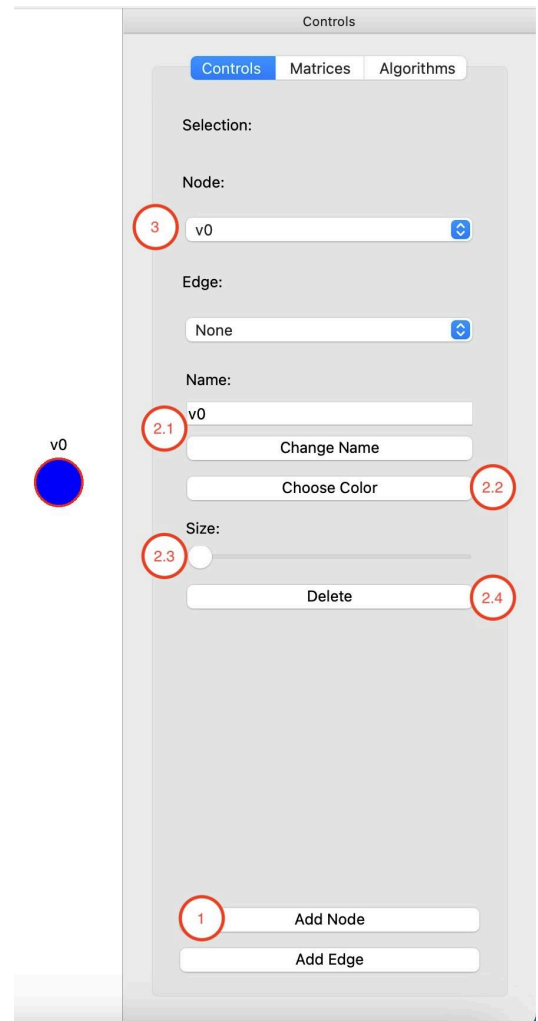 Controls
Controls Matrices Algorithms
Selection:
Node:
3 v0
Edge:
None
Name:
v0
2.1
v0
Change Name
Choose Color 2.2
Size:
2.3
Delete 2.4
1 Add Node
Add Edge